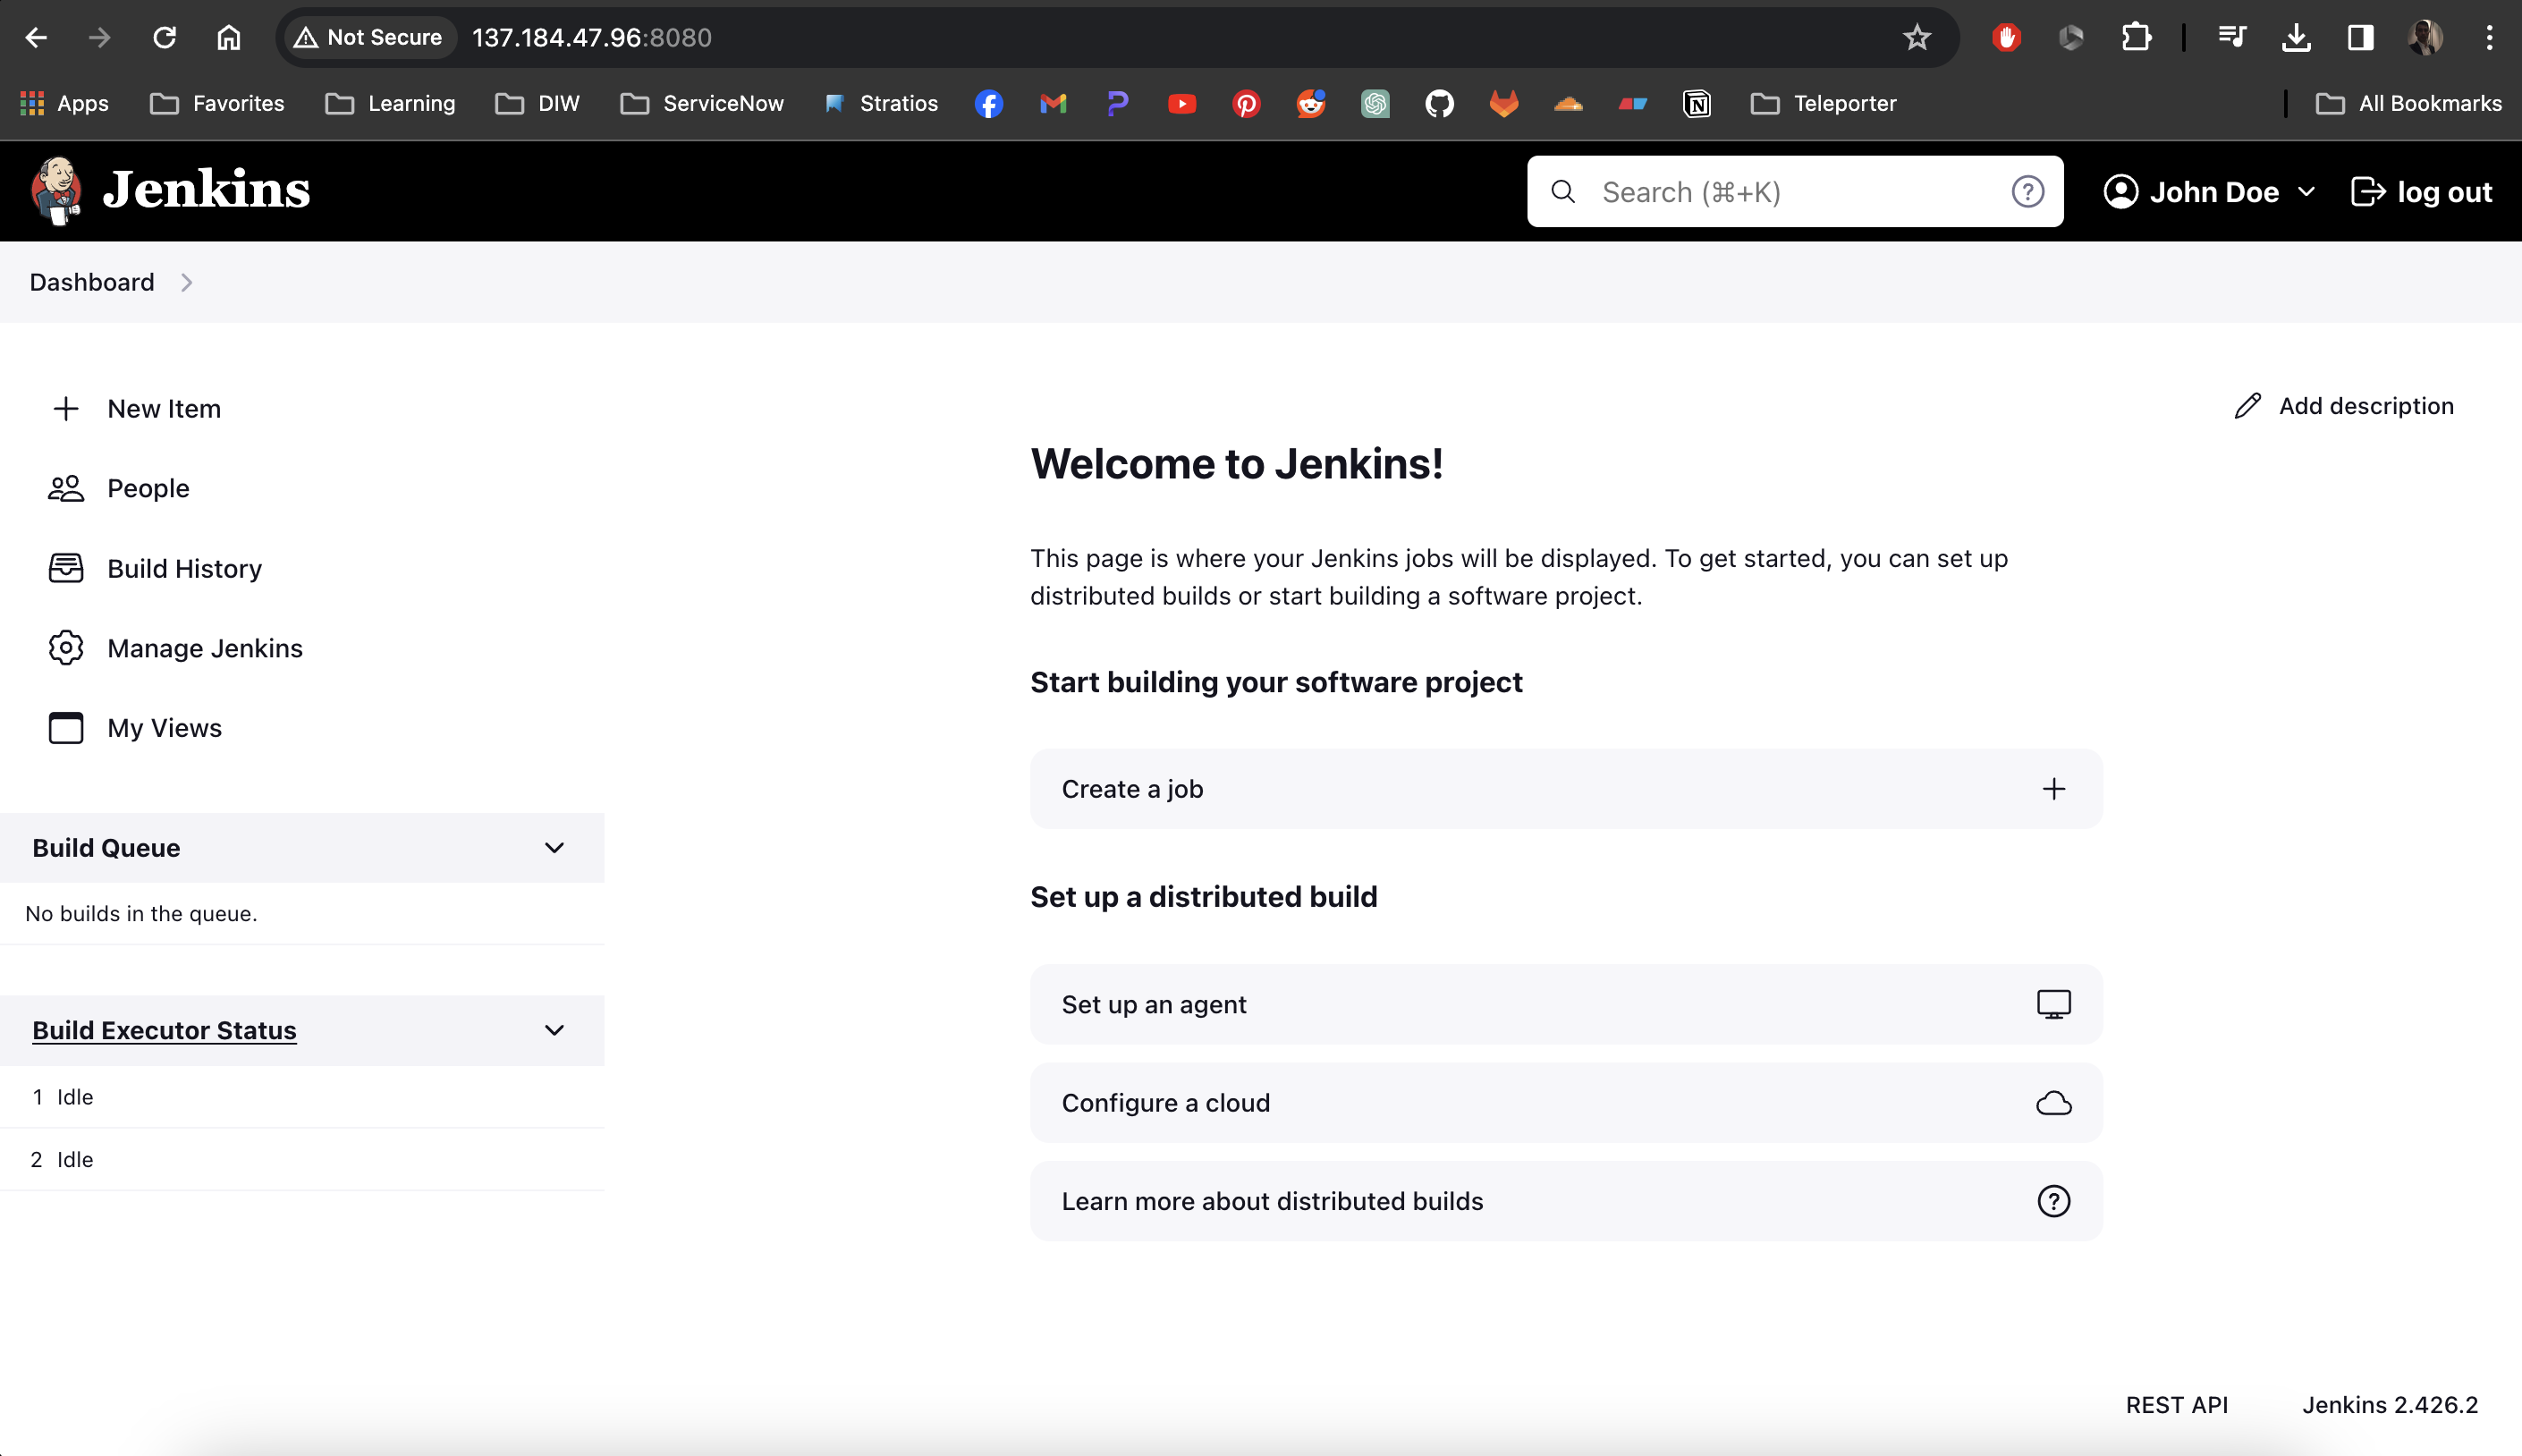 Not Secure 137.184.47.96:8080
Apps Favorites Learning DIW ServiceNow Stratios Teleporter All Bookmarks
Jenkins Search (⌘+K) John Doe log out
Dashboard
New Item
People
Build History
Manage Jenkins
My Views
Build Queue
No builds in the queue.
Build Executor Status
1 Idle
2 Idle
Add description
Welcome to Jenkins!
This page is where your Jenkins jobs will be displayed. To get started, you can set up
distributed builds or start building a software project.
Start building your software project
Create a job
Set up a distributed build
Set up an agent
Configure a cloud
Learn more about distributed builds
REST API Jenkins 2.426.2